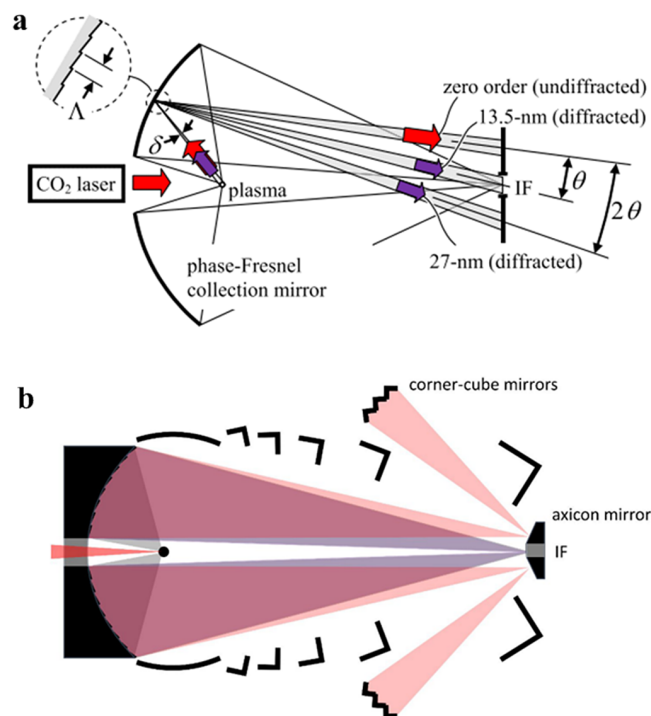 a
zero order (undiffracted)
13.5-nm (diffracted)
Λ
δ
CO₂ laser
plasma
IF
θ
2θ
27-nm (diffracted)
phase-Fresnel
collection mirror
b
corner-cube mirrors
axicon mirror
IF